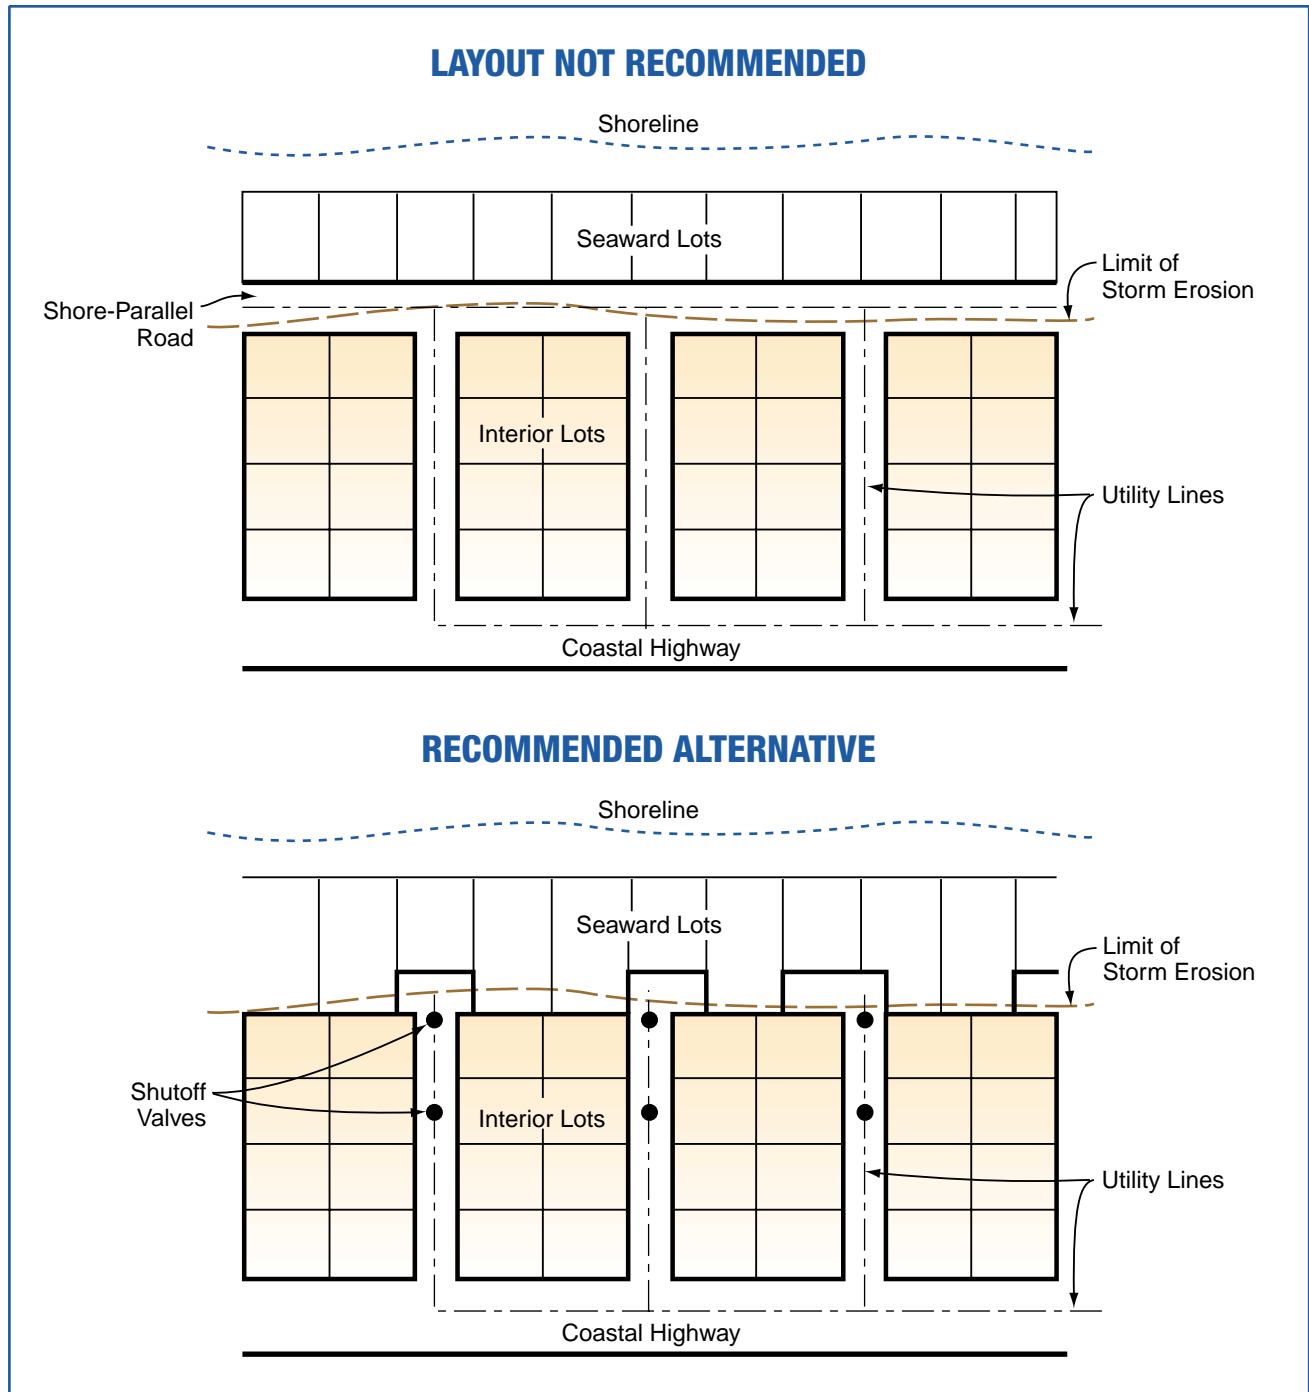 LAYOUT NOT RECOMMENDED
Shoreline
Seaward Lots
Limit of
Storm Erosion
Shore-Parallel
Road
Interior Lots
Utility Lines
Coastal Highway
RECOMMENDED ALTERNATIVE
Shoreline
Seaward Lots
Limit of
Storm Erosion
Shutoff
Valves
Interior Lots
Utility Lines
Coastal Highway